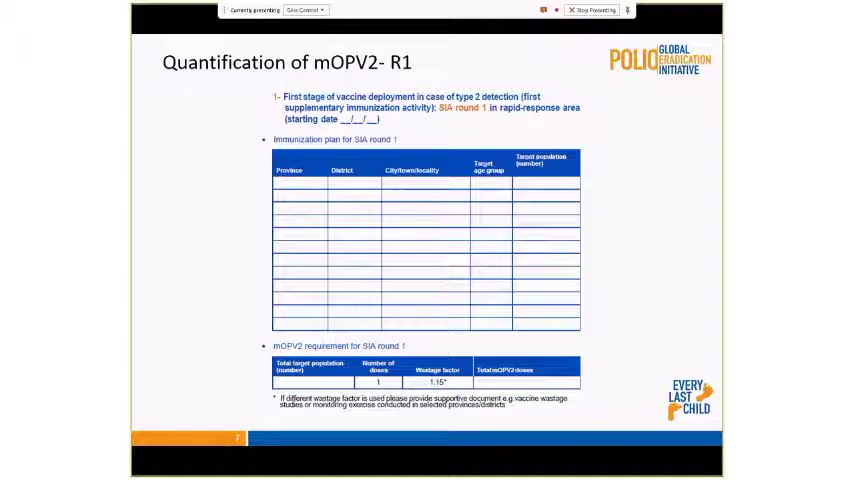 Currently presenting Give Control Stop Presenting
Quantification of mOPV2- R1
POLIO GLOBAL ERADICATION INITIATIVE
1- First stage of vaccine deployment in case of type 2 detection (first
supplementary immunization activity): SIA round 1 in rapid-response area
(starting date __/__/__)
• Immunization plan for SIA round 1
Province District City/town/locality Target age group Target population (number)
• mOPV2 requirement for SIA round 1
Total target population (number) Number of doses Wastage factor Total mOPV2 doses
1 1.15*
* If different wastage factor is used please provide supportive document e.g.vaccine wastage
studies or monitoring exercise conducted in selected provinces/districts
EVERY
LAST
CHILD
7